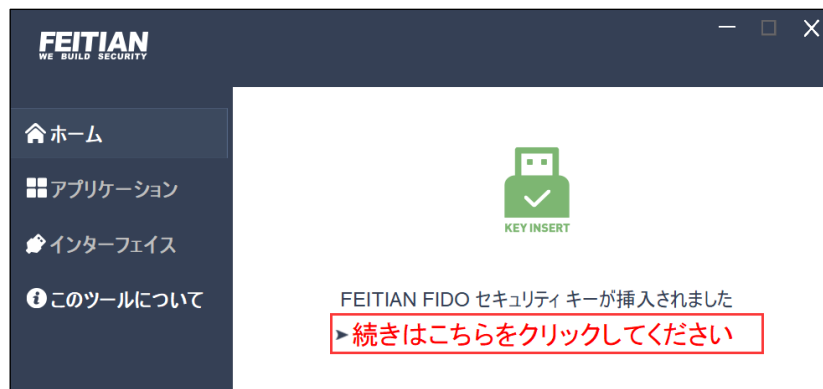 FEITIAN
WE BUILD SECURITY
ホーム
アプリケーション
インターフェイス
このツールについて
KEY INSERT
FEITIAN FIDO セキュリティ キーが挿入されました
➤続きはこちらをクリックしてください